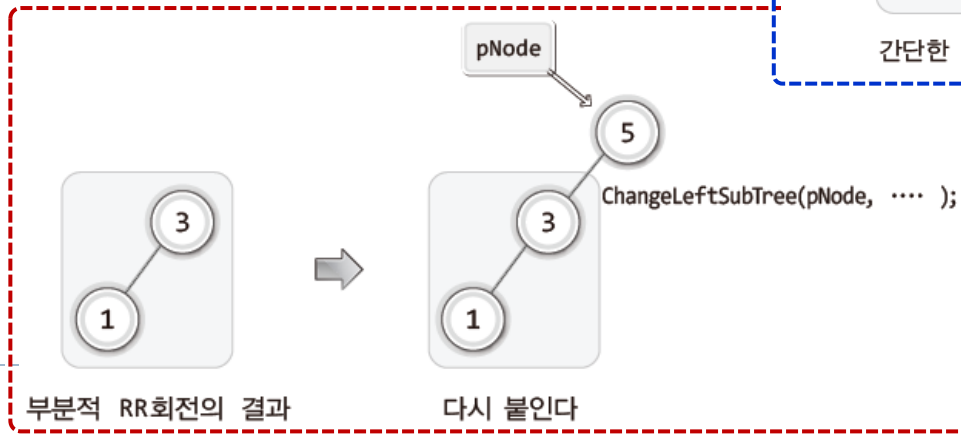 간단한
pNode
5
ChangeLeftSubTree(pNode, ···· );
3
3
1
1
부분적 RR회전의 결과
다시 붙인다